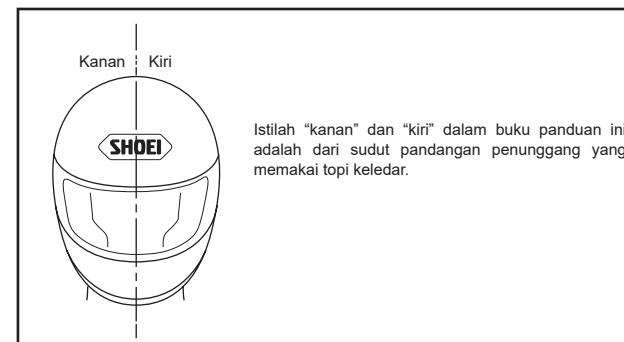 Kanan Kiri
SHOEI
Istilah “kanan” dan “kiri” dalam buku panduan ini
adalah dari sudut pandangan penunggang yang
memakai topi keledar.